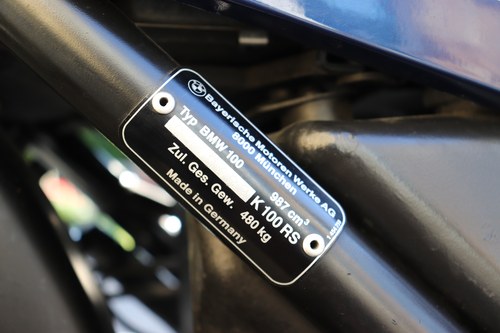 Bayerische Motoren Werke AG
8000 München
Typ BMW 100 987 cm³
K 100 RS
Zul. Ges. Gew. 480 kg
Made in Germany